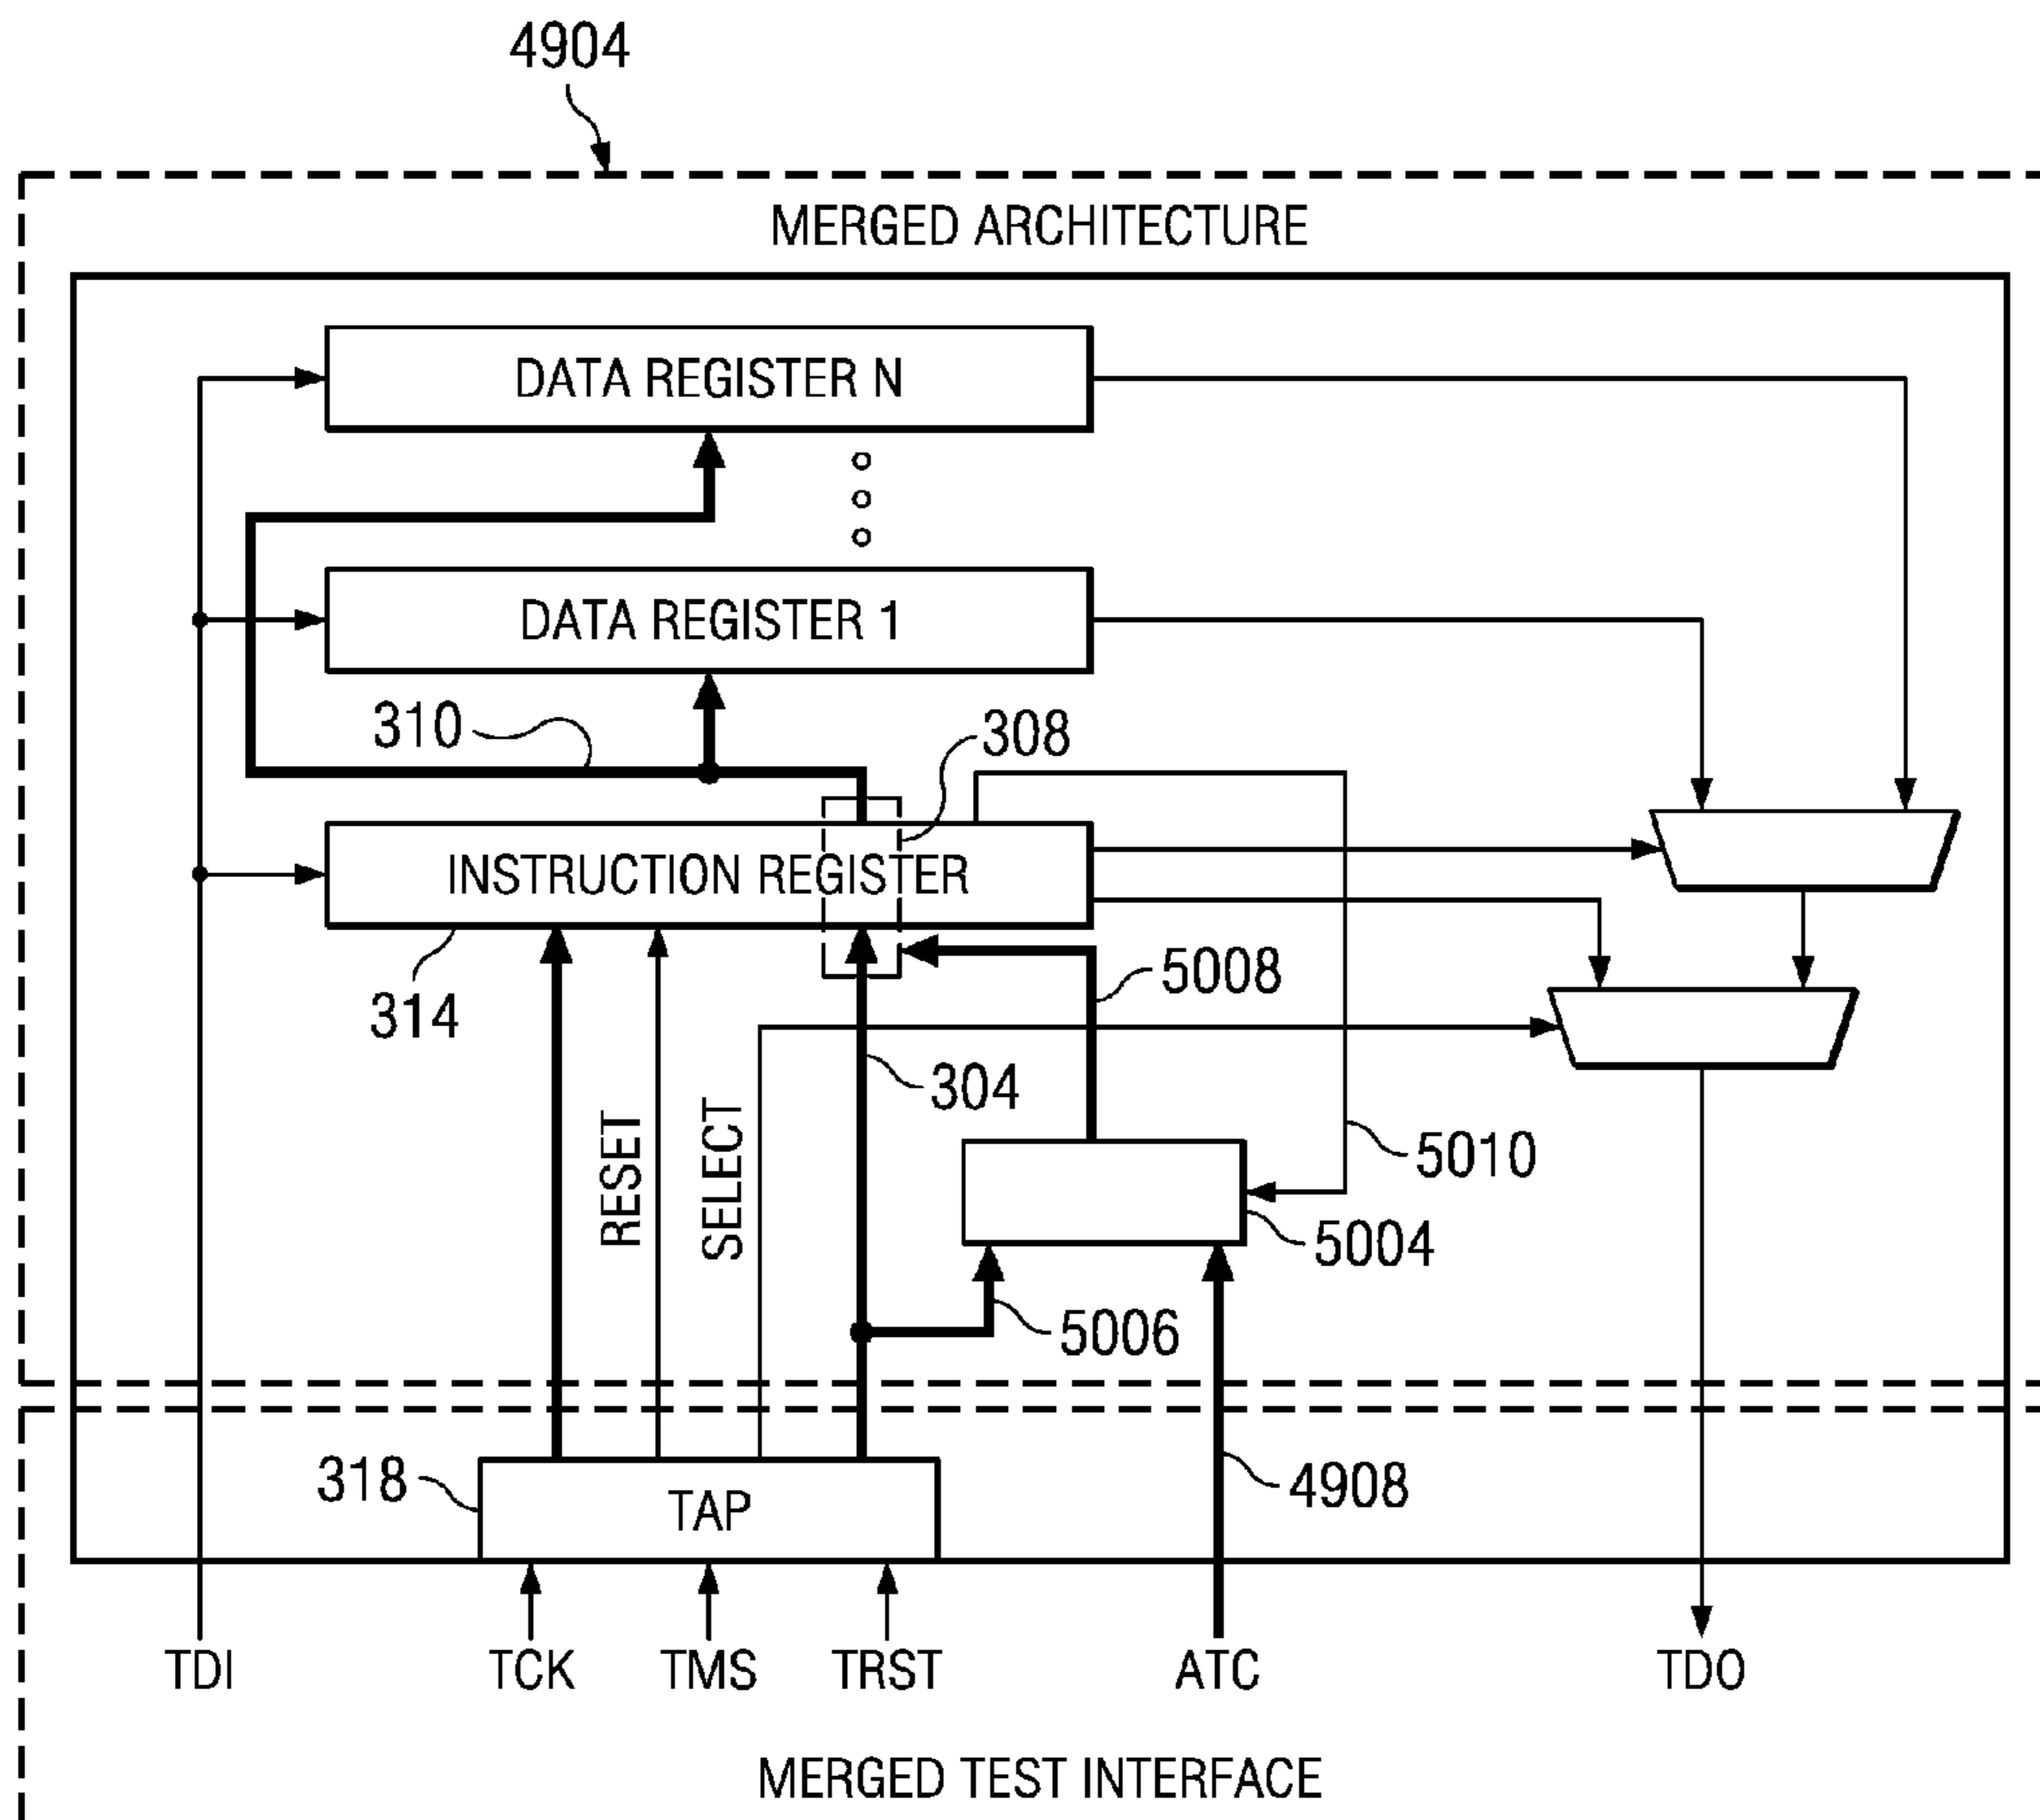 4904
MERGED ARCHITECTURE
DATA REGISTER N
DATA REGISTER 1
310
308
INSTRUCTION REGISTER
314
5008
304
RESET
SELECT
5010
5004
5006
318
TAP
4908
TDI
TCK
TMS
TRST
ATC
TDO
MERGED TEST INTERFACE